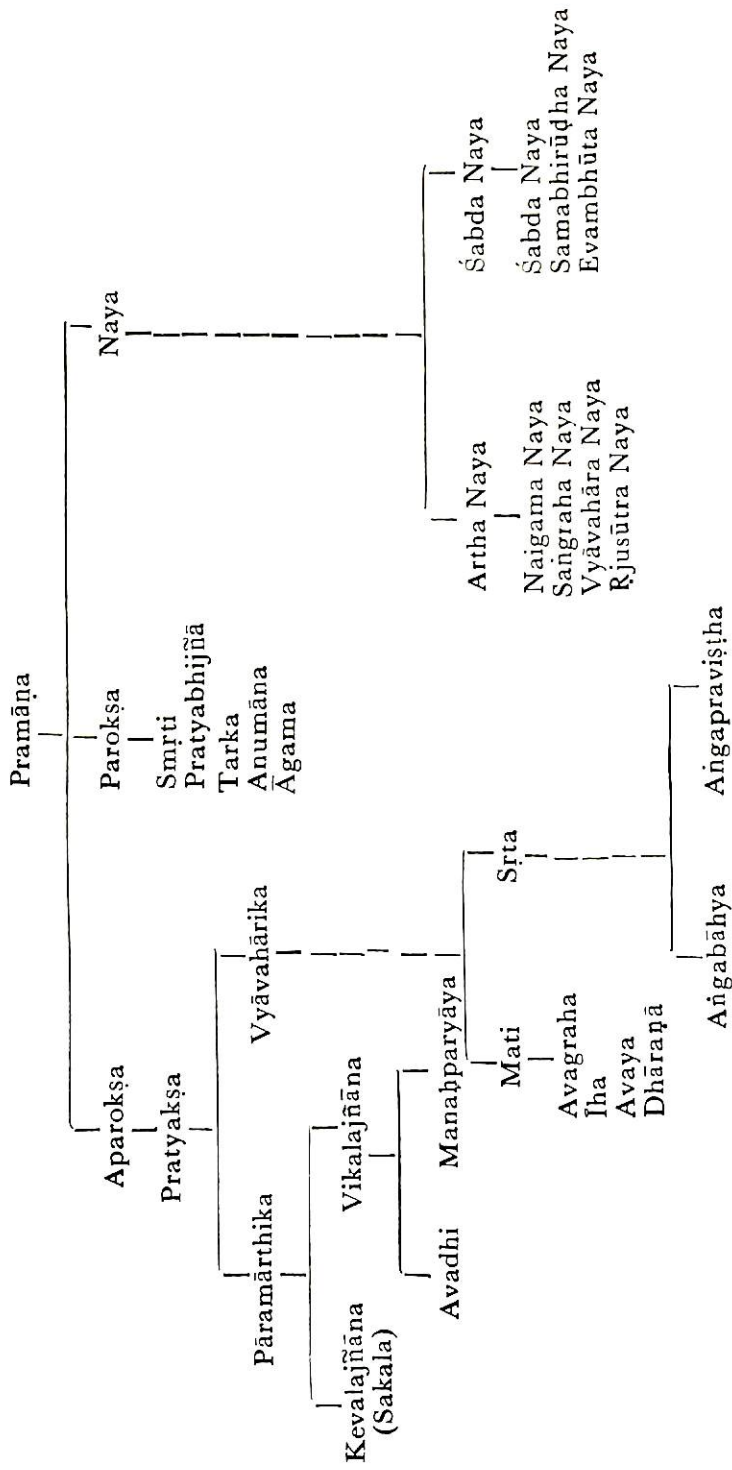 Pramāṇa
Aparokṣa
Pratyakṣa
Pāramārthika
Kevalajñāna
(Sakala)
Vikalajñāna
Avadhi
Manaḥparyāya
Vyāvahārika
Mati
Avagraha
Īha
Avaya
Dhāraṇā
Sṛta
Aṅgabāhya
Aṅgapraviṣṭha
Parokṣa
Smṛti
Pratyabhijñā
Tarka
Anumāna
Āgama
Naya
Artha Naya
Naigama Naya
Saṅgraha Naya
Vyāvahāra Naya
Ṛjusūtra Naya
Śabda Naya
Śabda Naya
Samabhirūḍha Naya
Evambhūta Naya